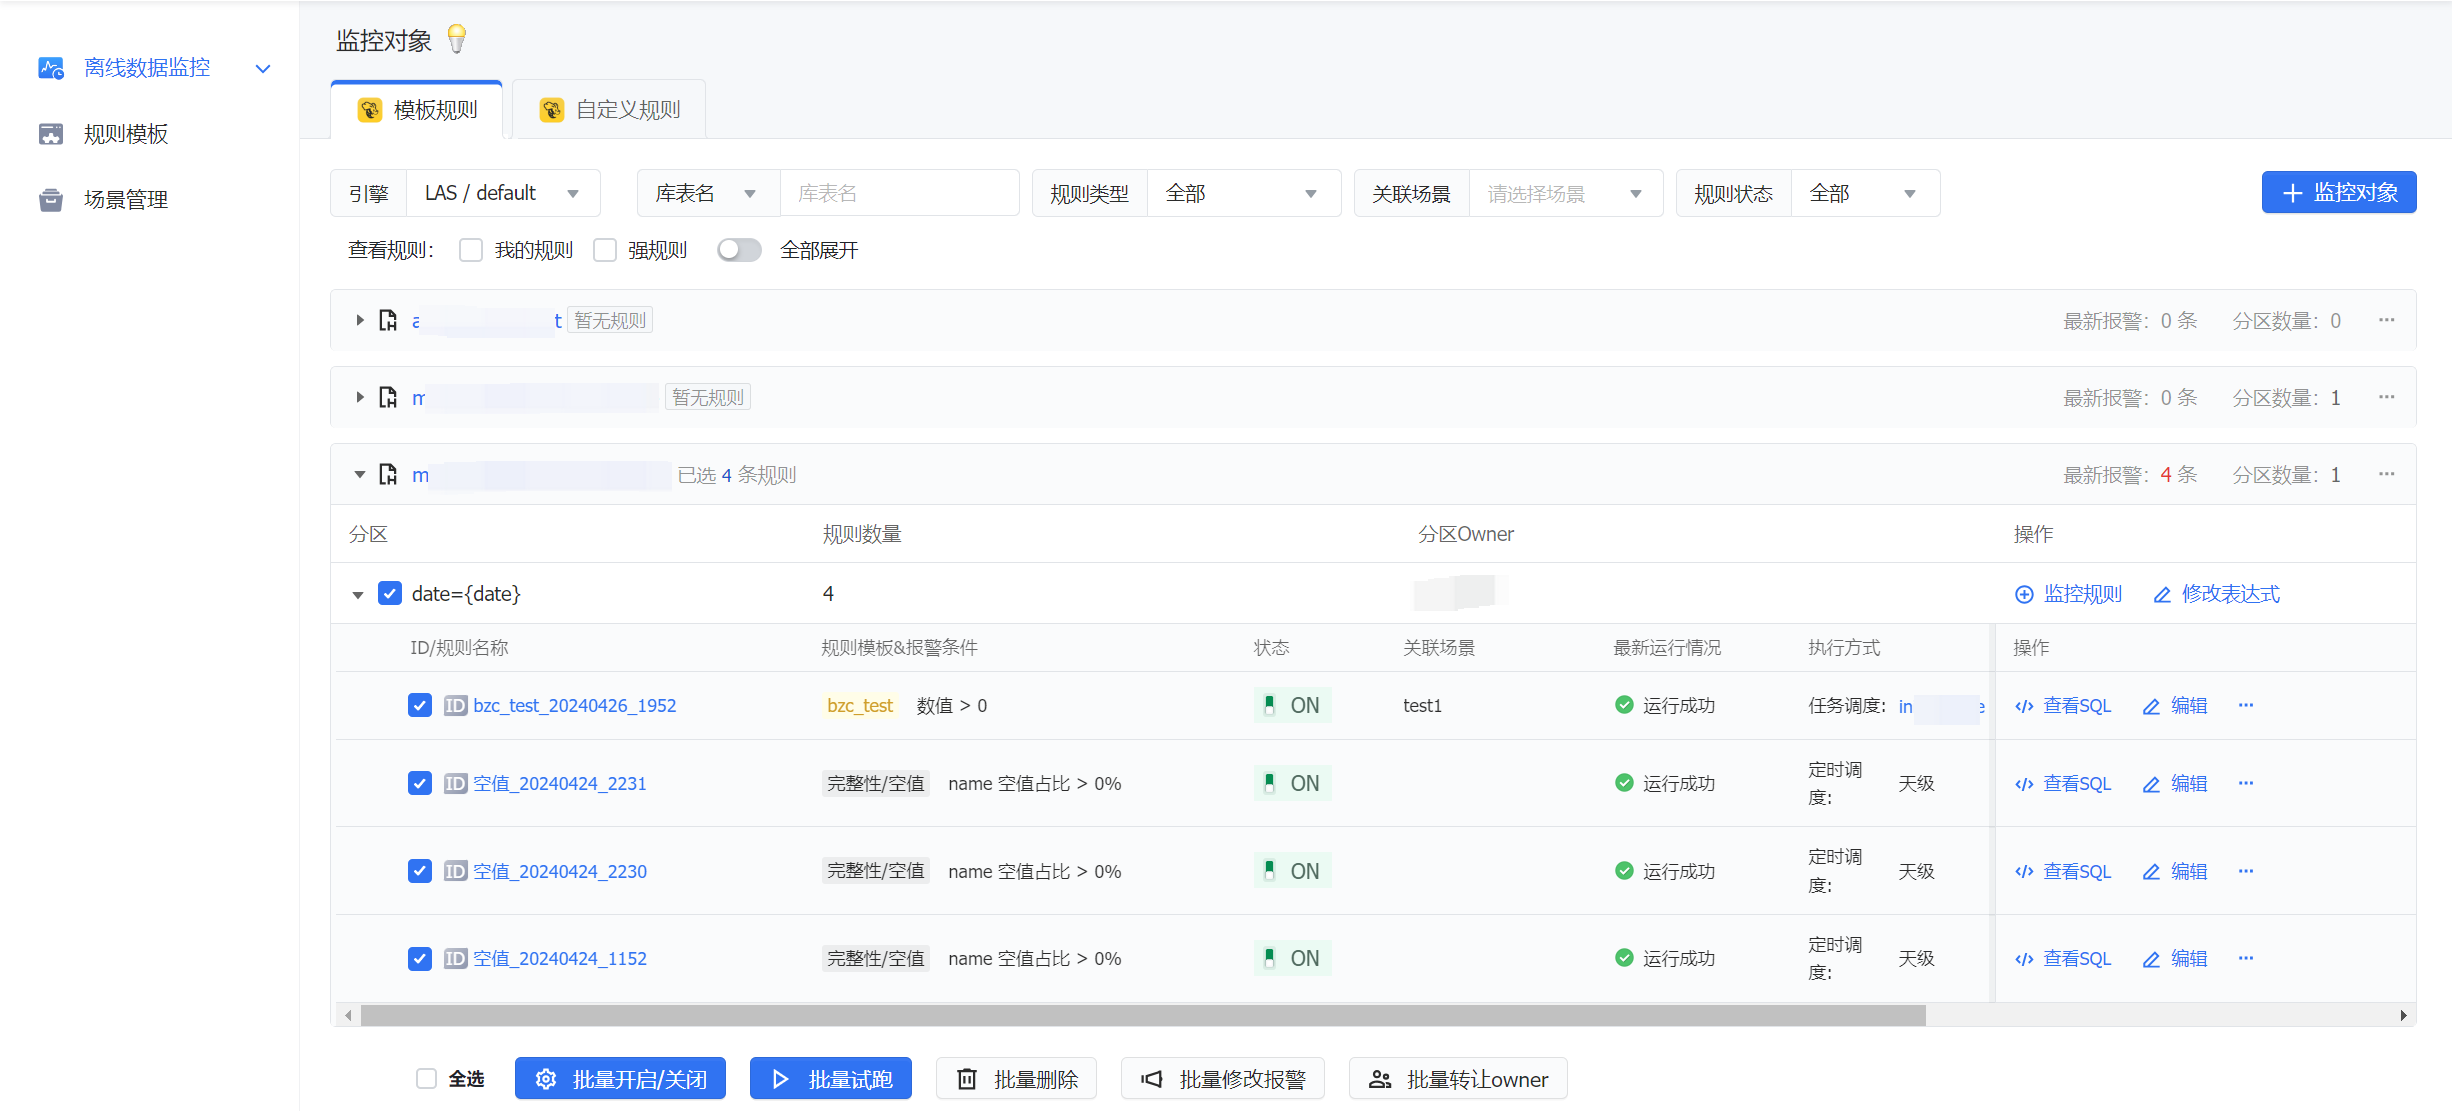 监控对象
离线数据监控
规则模板
场景管理
模板规则
自定义规则
引擎 LAS / default 库表名 库表名 规则类型 全部 关联场景 请选择场景 规则状态 全部 监控对象
查看规则: 我的规则 强规则 全部展开
a t 暂无规则 最新报警: 0 条 分区数量: 0 ···
m 暂无规则 最新报警: 0 条 分区数量: 1 ···
m 已选 4 条规则 最新报警: 4 条 分区数量: 1 ···
分区 规则数量 分区Owner 操作
date={date} 4 监控规则 修改表达式
ID/规则名称 规则模板&报警条件 状态 关联场景 最新运行情况 执行方式 操作
ID bzc_test_20240426_1952 bzc_test 数值 > 0 ON test1 运行成功 任务调度: in e 查看SQL 编辑 ···
ID 空值_20240424_2231 完整性/空值 name 空值占比 > 0% ON 运行成功 定时调度: 天级 查看SQL 编辑 ···
ID 空值_20240424_2230 完整性/空值 name 空值占比 > 0% ON 运行成功 定时调度: 天级 查看SQL 编辑 ···
ID 空值_20240424_1152 完整性/空值 name 空值占比 > 0% ON 运行成功 定时调度: 天级 查看SQL 编辑 ···
全选 批量开启/关闭 批量试跑 批量删除 批量修改报警 批量转让owner